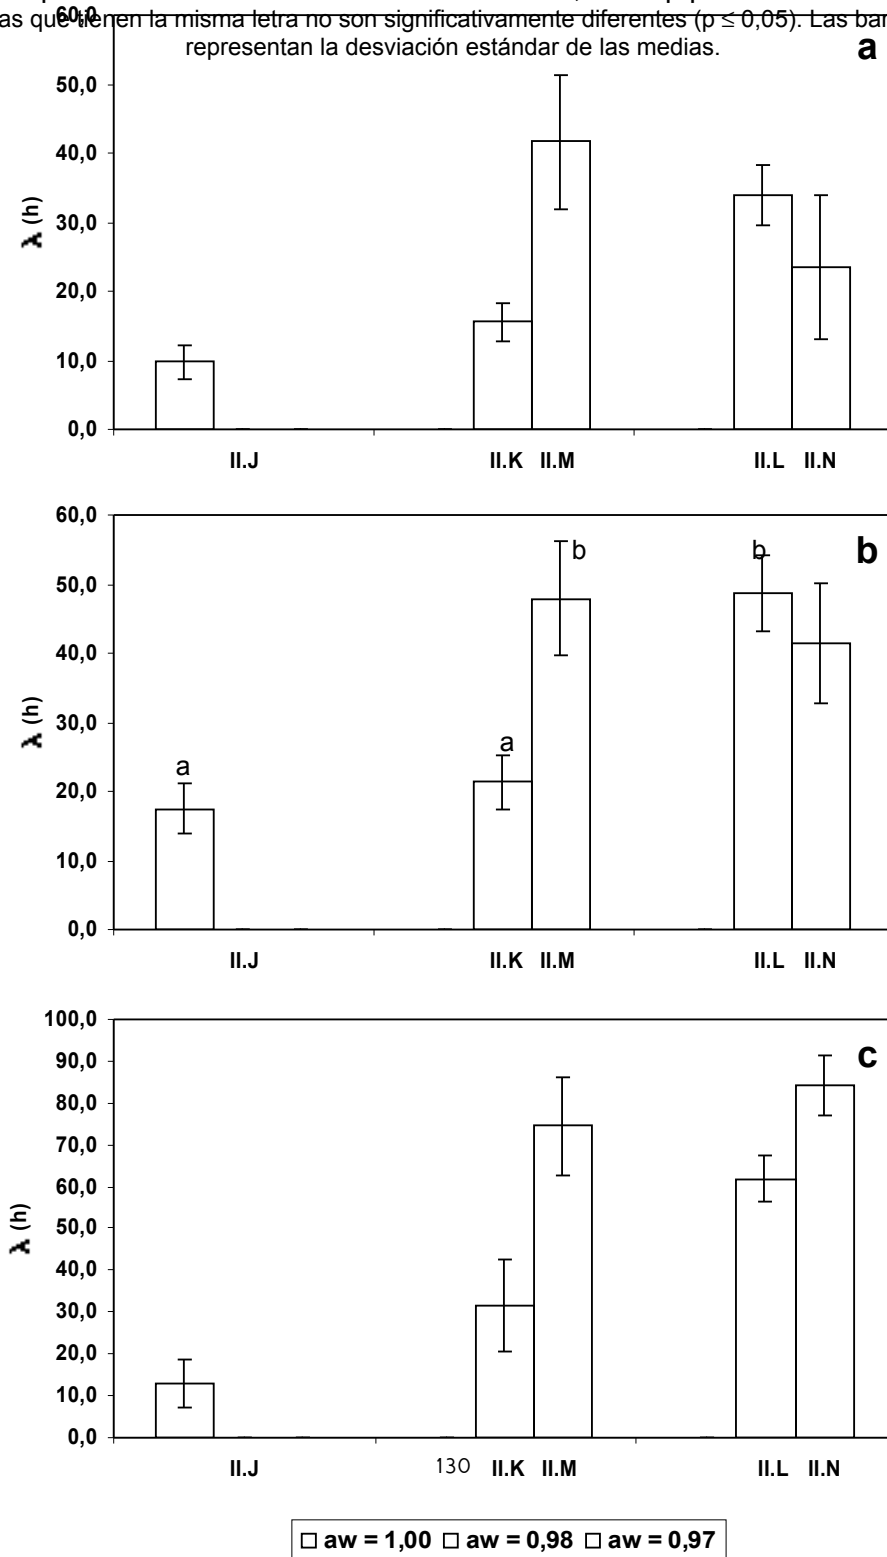 as que tienen la misma letra no son significativamente diferentes (p ≤ 0,05). Las bar
representan la desviación estándar de las medias.
a
60,0
50,0
40,0
30,0
20,0
10,0
0,0
λ (h)
II.J II.K II.M II.L II.N
b
60,0
50,0
40,0
30,0
20,0
10,0
0,0
λ (h)
a a b b
II.J II.K II.M II.L II.N
c
100,0
90,0
80,0
70,0
60,0
50,0
40,0
30,0
20,0
10,0
0,0
λ (h)
II.J 130 II.K II.M II.L II.N
aw = 1,00 aw = 0,98 aw = 0,97